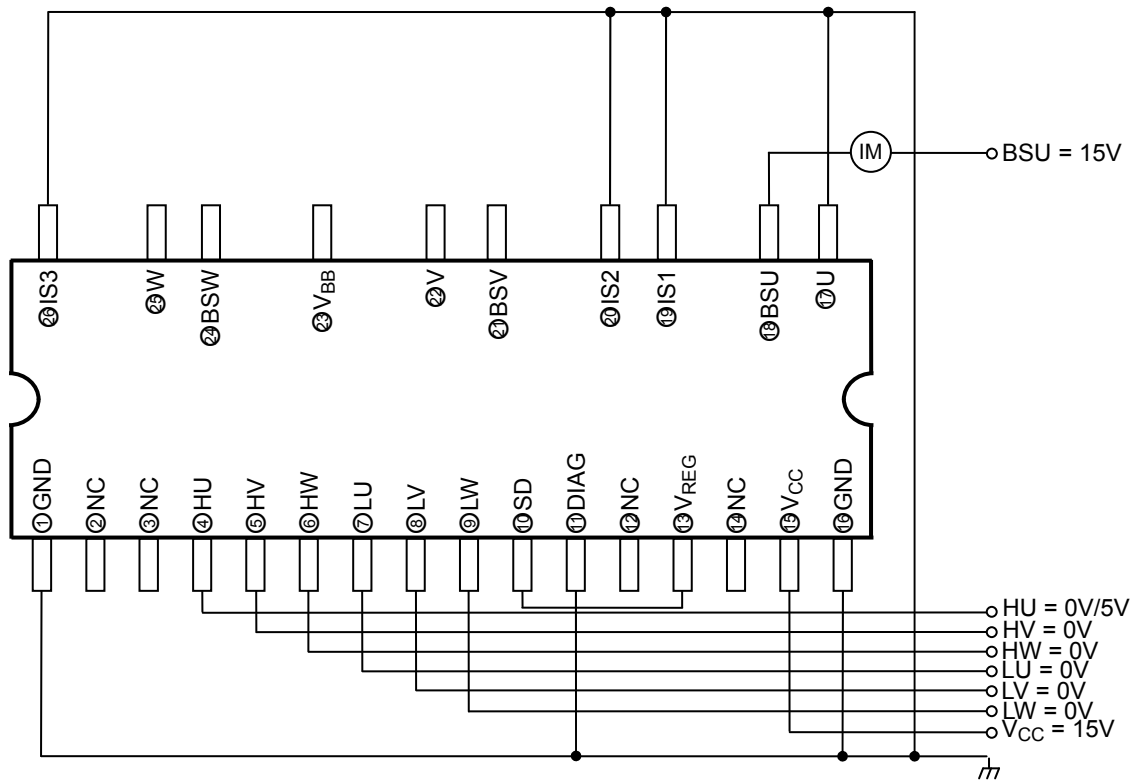 IM
BSU = 15V
㉖IS3
㉕W
㉔BSW
㉓VBB
㉒V
㉑BSV
⑳IS2
⑲IS1
⑱BSU
⑰U
①GND
②NC
③NC
④HU
⑤HV
⑥HW
⑦LU
⑧LV
⑨LW
⑩SD
⑪DIAG
⑫NC
⑬VREG
⑭NC
⑮VCC
⑯GND
HU = 0V/5V
HV = 0V
HW = 0V
LU = 0V
LV = 0V
LW = 0V
VCC = 15V